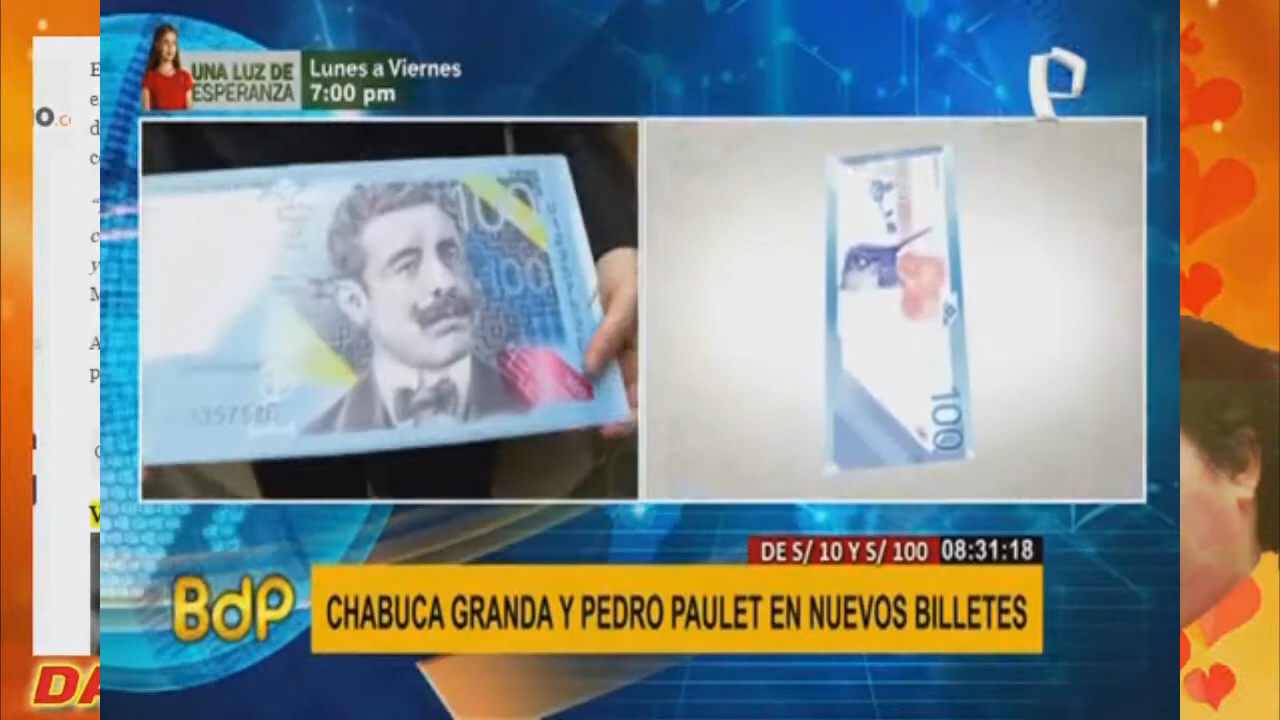 UNA LUZ DE
ESPERANZA
Lunes a Viernes
7:00 pm
100
100
100
DE S/ 10 Y S/ 100
08:31:18
BdP
CHABUCA GRANDA Y PEDRO PAULET EN NUEVOS BILLETES